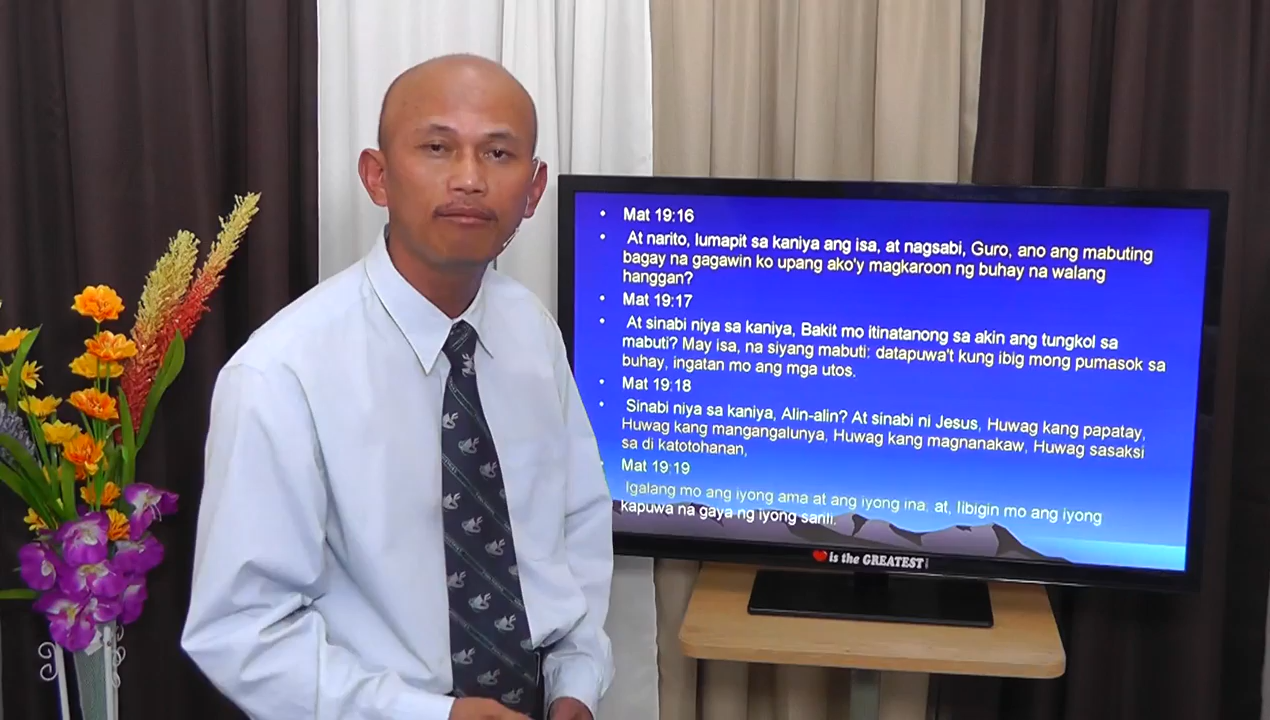 • Mat 19:16
• At narito, lumapit sa kaniya ang isa, at nagsabi, Guro, ano ang mabuting
bagay na gagawin ko upang ako'y magkaroon ng buhay na walang
hanggan?
• Mat 19:17
• At sinabi niya sa kaniya, Bakit mo itinatanong sa akin ang tungkol sa
mabuti? May isa, na siyang mabuti: datapuwa't kung ibig mong pumasok sa
buhay, ingatan mo ang mga utos.
• Mat 19:18
• Sinabi niya sa kaniya, Alin-alin? At sinabi ni Jesus, Huwag kang papatay,
Huwag kang mangangalunya, Huwag kang magnanakaw, Huwag sasaksi
sa di katotohanan,
• Mat 19:19
Igalang mo ang iyong ama at ang iyong ina; at, Iibigin mo ang iyong
kapuwa na gaya ng iyong sarili.
❤ is the GREATEST!